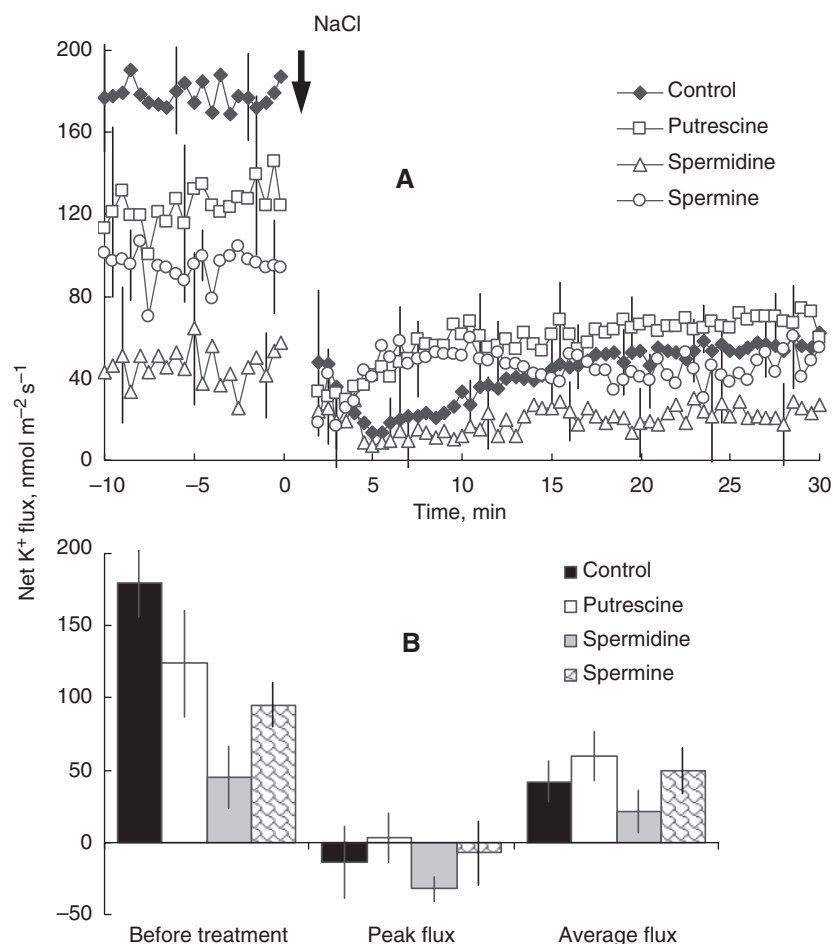 NaCl
200
160
120
80
40
0
−10
−5
0
5
10
15
20
25
30
Time, min
Control
Putrescine
Spermidine
Spermine
A
Net K⁺ flux, nmol m⁻² s⁻¹
200
150
100
50
0
−50
Control
Putrescine
Spermidine
Spermine
B
Before treatment
Peak flux
Average flux